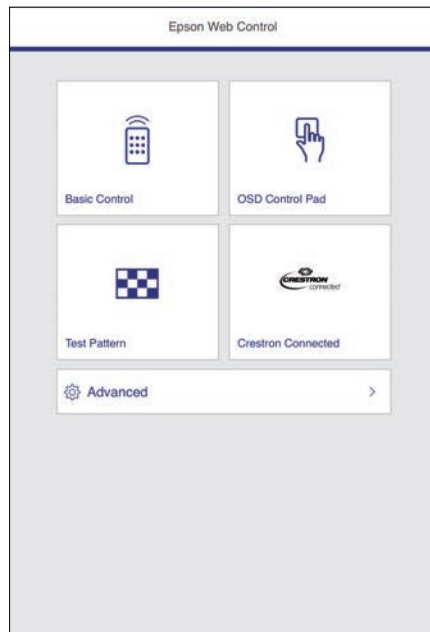 Epson Web Control
Basic Control
OSD Control Pad
CRESTRON
connected
Test Pattern
Crestron Connected
Advanced